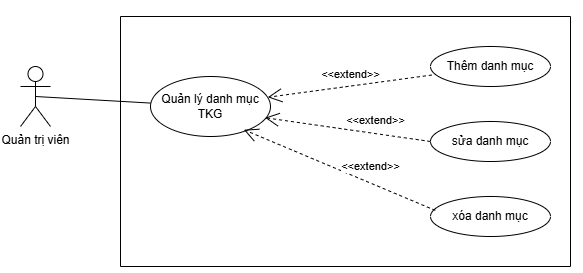 Thêm danh mục
<<extend>>
Quản lý danh mục
TKG
<<extend>>
Quản trị viên
sửa danh mục
<<extend>>
xóa danh mục